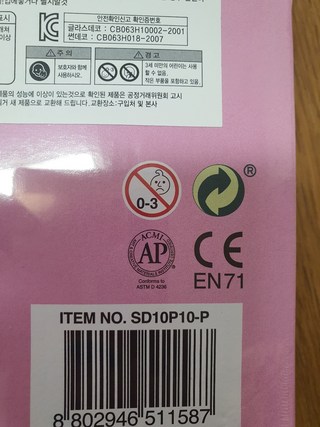 안전확인신고 확인증번호
글라스데코 : CB063H10002-2001
썬데코 : CB063H018-2007
주의
경고
보호자와 함께
사용하시오.
3세 미만의 어린이는 사용
할 수 없음.
작은 부품을 포함하고 있음.
품의 성능에 이상이 있는 것으로 확인된 제품은 공정거래위원회 고시
거 새 제품으로 교환해 드립니다. 교환장소: 구입처 및 본사
0-3
®
ACMI
AP
®
Conforms to
ASTM D 4236
CE
EN71
ITEM NO. SD10P10-P
8 802946 511587